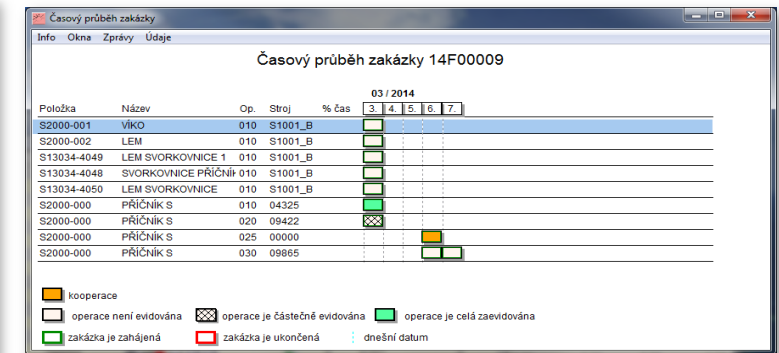 Časový průběh zakázky
Info Okna Zprávy Údaje
Časový průběh zakázky 14F00009
03 / 2014
Položka Název Op. Stroj % čas 3. 4. 5. 6. 7.
S2000-001 VÍKO 010 S1001_B
S2000-002 LEM 010 S1001_B
S13034-4049 LEM SVORKOVNICE 1 010 S1001_B
S13034-4048 SVORKOVNICE PŘÍČNÍK 010 S1001_B
S13034-4050 LEM SVORKOVNICE 010 S1001_B
S2000-000 PŘÍČNÍK S 010 04325
S2000-000 PŘÍČNÍK S 020 09422
S2000-000 PŘÍČNÍK S 025 00000
S2000-000 PŘÍČNÍK S 030 09865
kooperace
operace není evidována operace je částečně evidována operace je celá zaevidována
zakázka je zahájená zakázka je ukončená dnešní datum